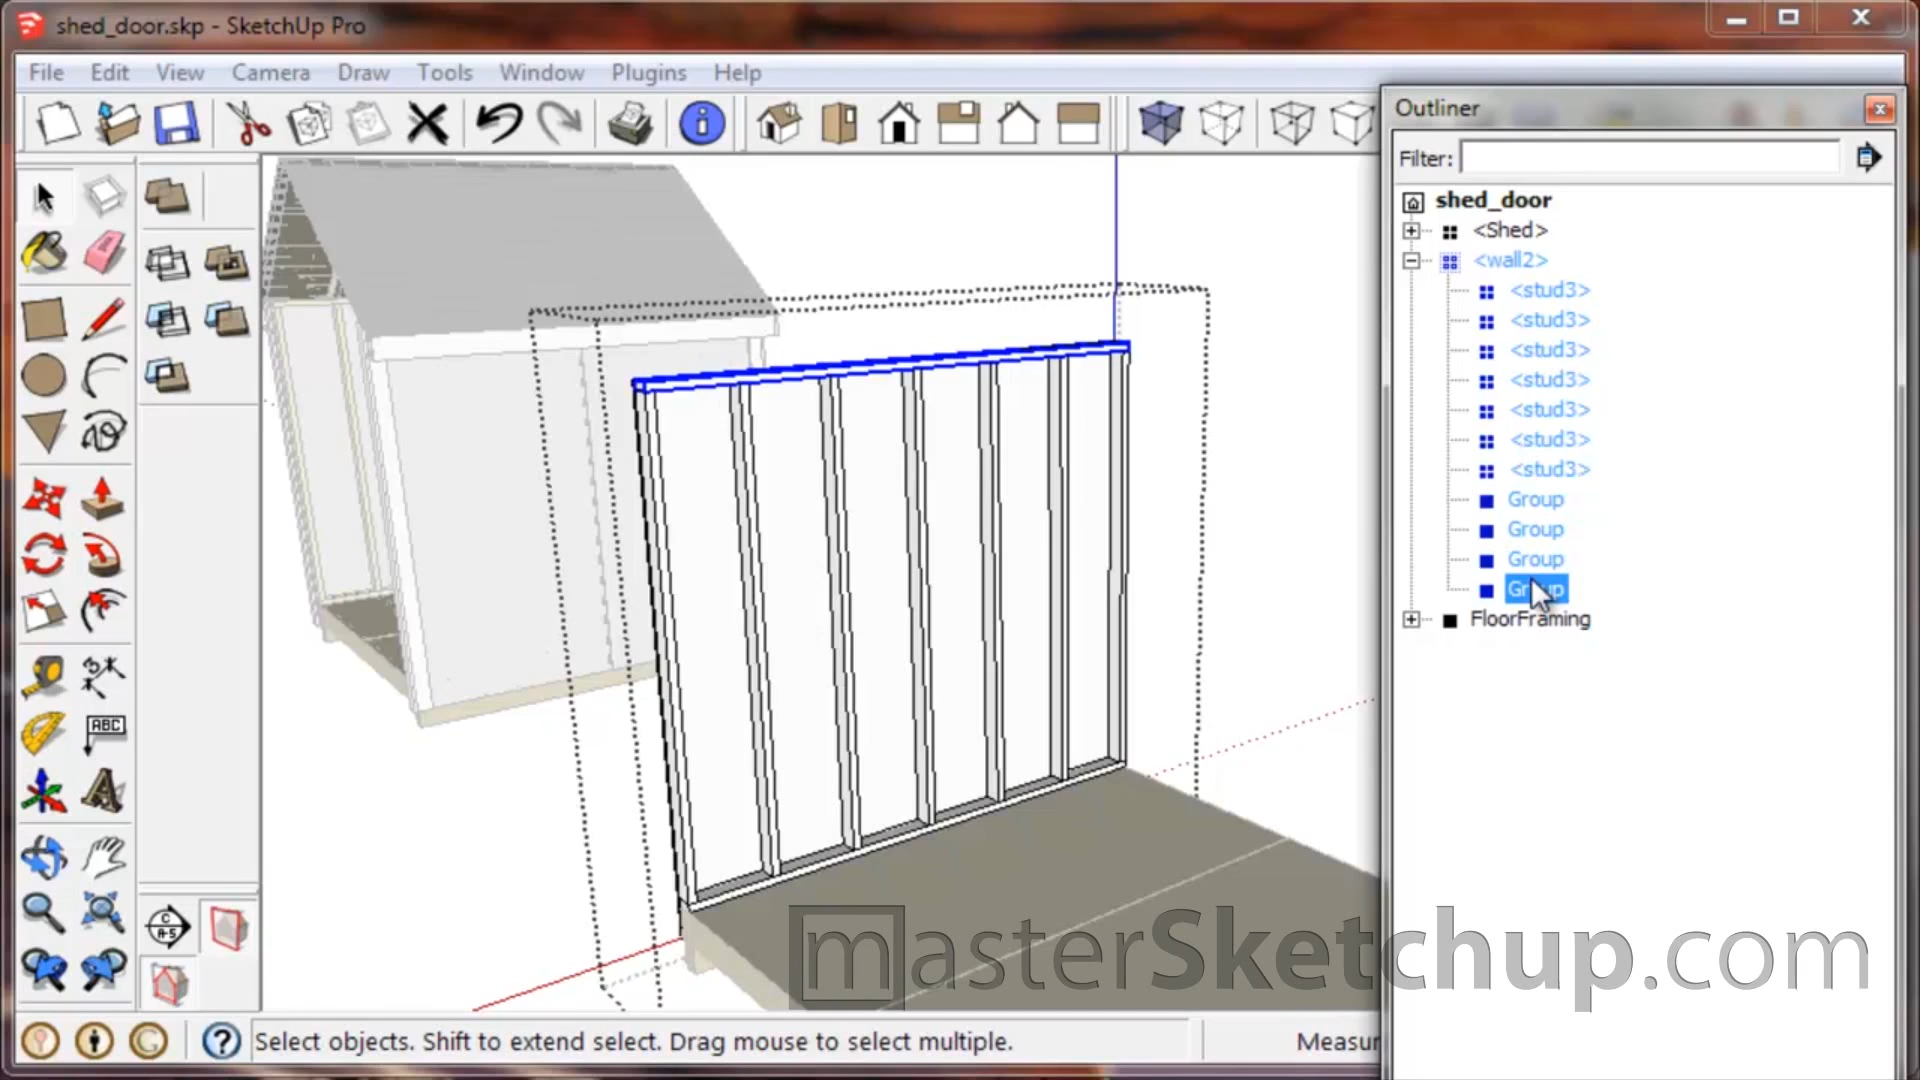 shed_door.skp - SketchUp Pro
File Edit View Camera Draw Tools Window Plugins Help
Outliner
Filter:
shed_door
<Shed>
<wall2>
<stud3>
<stud3>
<stud3>
<stud3>
<stud3>
<stud3>
<stud3>
Group
Group
Group
Group
FloorFraming
ABC
C
A-5
masterSketchup.com
Select objects. Shift to extend select. Drag mouse to select multiple.
Measur